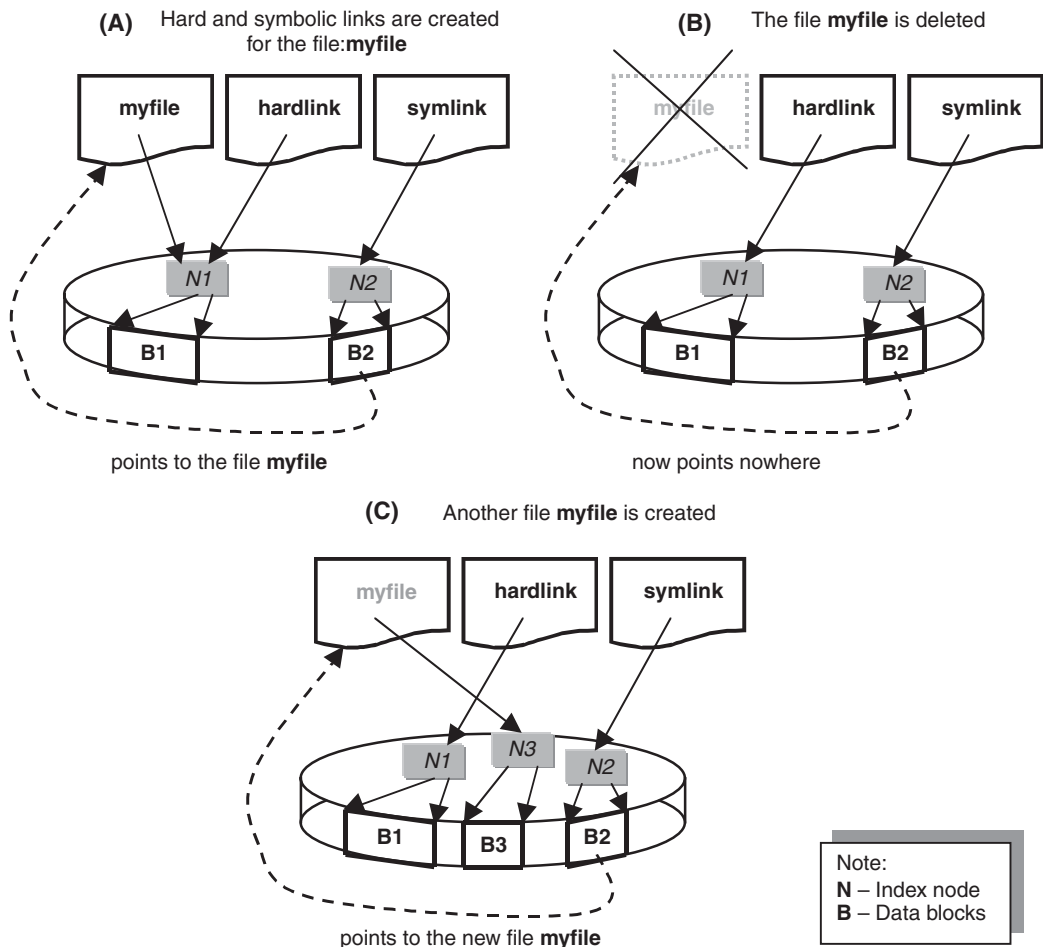 (A) Hard and symbolic links are created
for the file:myfile
myfile
hardlink
symlink
N1
N2
B1
B2
points to the file myfile
(B) The file myfile is deleted
myfile
hardlink
symlink
N1
N2
B1
B2
now points nowhere
(C) Another file myfile is created
myfile
hardlink
symlink
N1
N3
N2
B1
B3
B2
points to the new file myfile
Note:
N – Index node
B – Data blocks